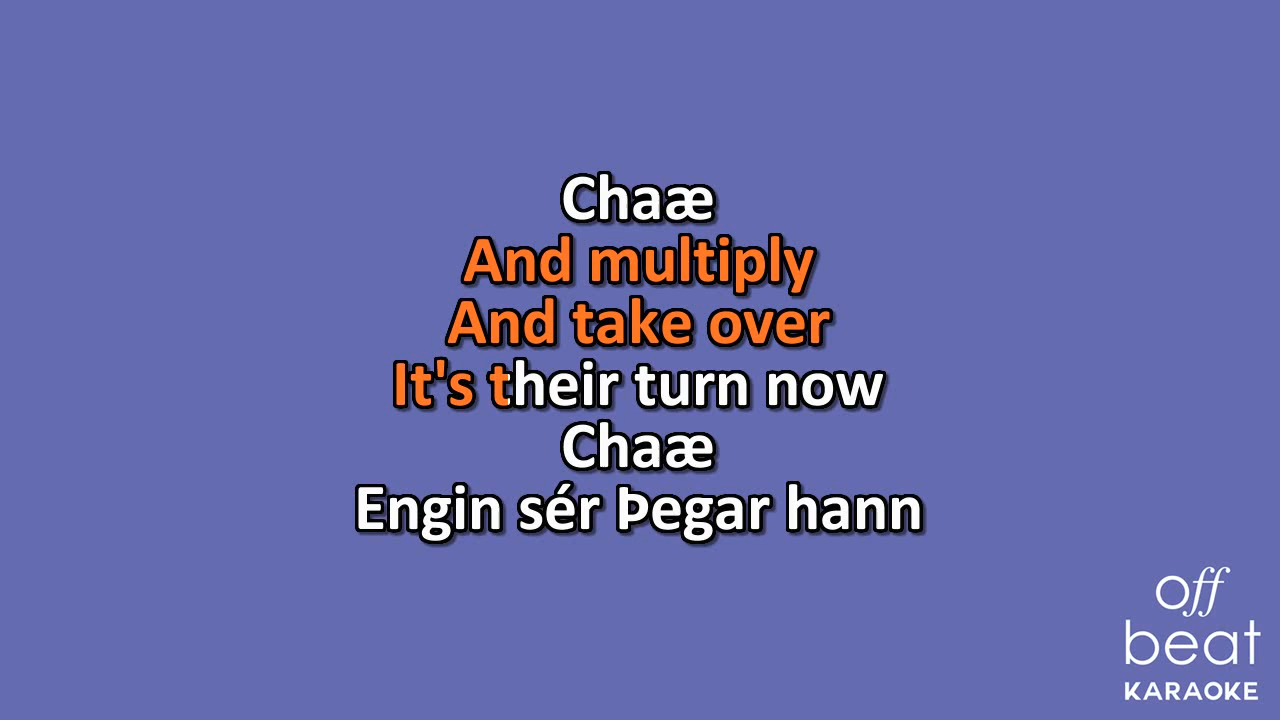 Chaæ
And multiply
And take over
It's their turn now
Chaæ
Engin sér Þegar hann
off
beat
KARAOKE